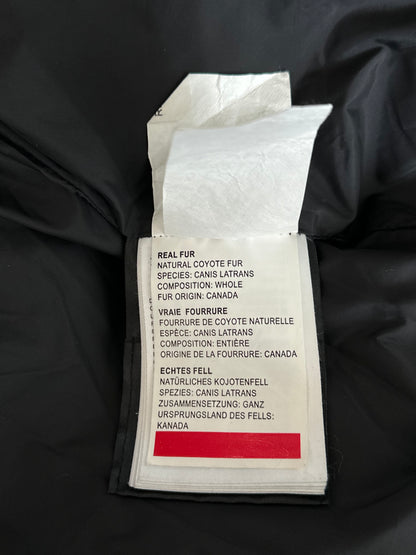 REAL FUR
NATURAL COYOTE FUR
SPECIES: CANIS LATRANS
COMPOSITION: WHOLE
FUR ORIGIN: CANADA
VRAIE FOURRURE
FOURRURE DE COYOTE NATURELLE
ESPÈCE: CANIS LATRANS
COMPOSITION: ENTIÈRE
ORIGINE DE LA FOURRURE: CANADA
ECHTES FELL
NATÜRLICHES KOJOTENFELL
SPEZIES: CANIS LATRANS
ZUSAMMENSETZUNG: GANZ
URSPRUNGSLAND DES FELLS:
KANADA